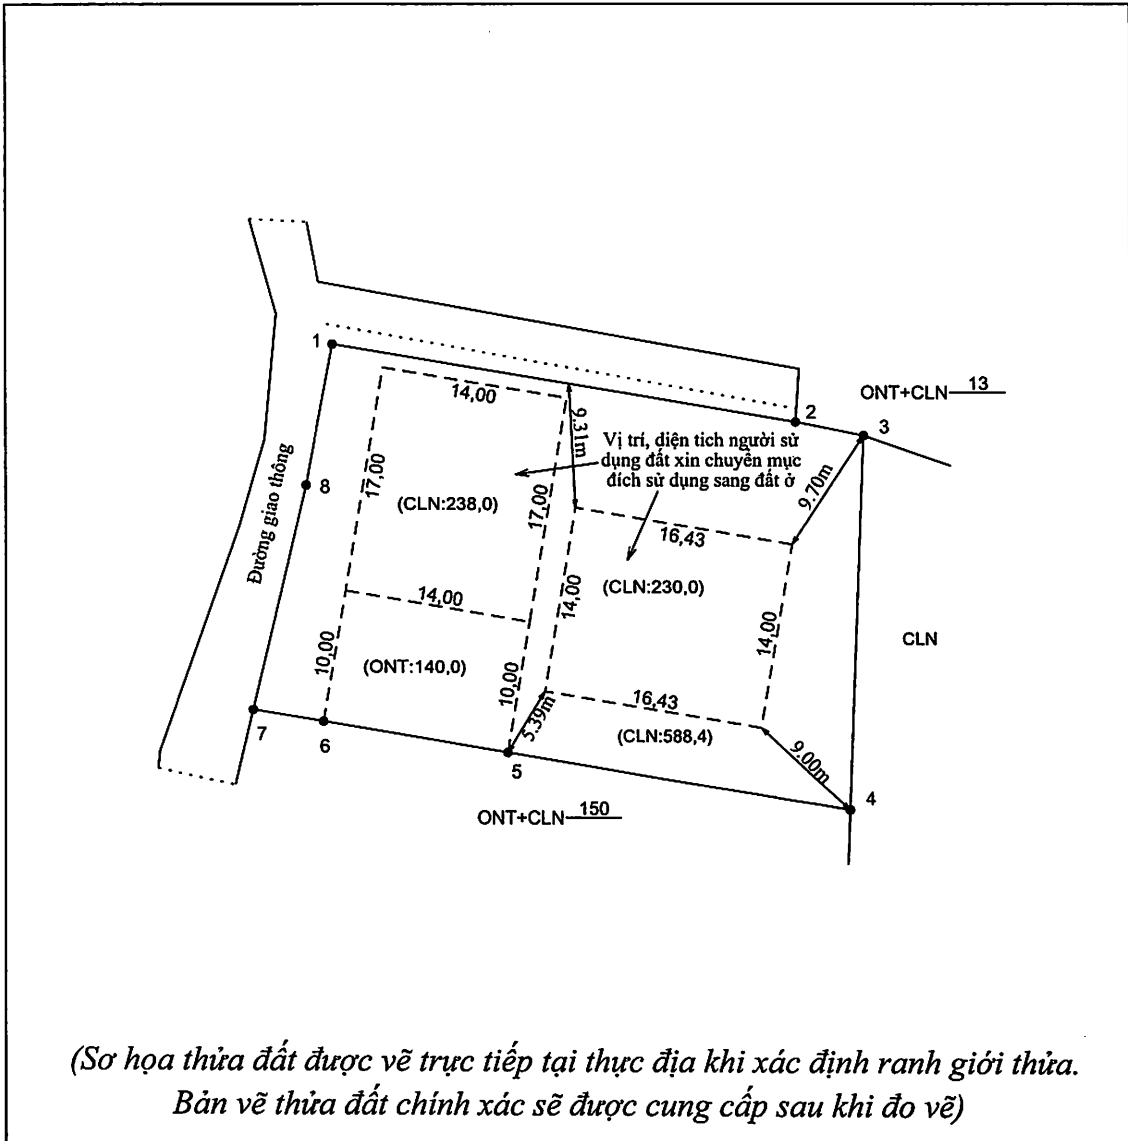 1
2
ONT+CLN 13
3
14,00
9.31m
Vị trí, diện tich người sử
dụng đất xin chuyển mục
đích sử dụng sang đất ở
9.70m
Đường giao thông
8
17,00
(CLN:238,0)
17,00
16,43
14,00
(CLN:230,0)
14,00
14,00
CLN
10,00
(ONT:140,0)
10,00
16,43
5.39m
(CLN:588,4)
9.00m
7
6
5
4
ONT+CLN 150
(Sơ họa thửa đất được vẽ trực tiếp tại thực địa khi xác định ranh giới thửa.
Bản vẽ thửa đất chính xác sẽ được cung cấp sau khi đo vẽ)